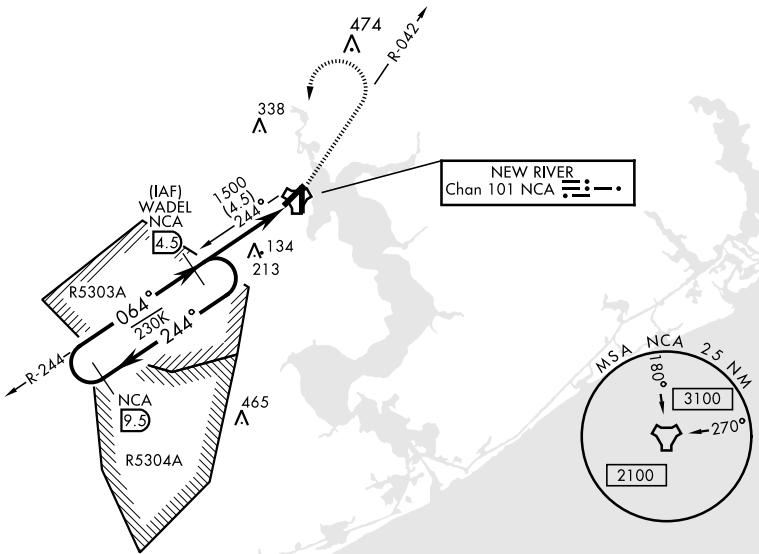 474
R-042
338
NEW RIVER
Chan 101 NCA
(IAF)
WADEL
NCA
4.5
1500
(4.5)
244°
134
213
R5303A
064°
230K
244°
R-244
NCA
9.5
465
R5304A
MSA NCA 25 NM
180°
3100
270°
2100